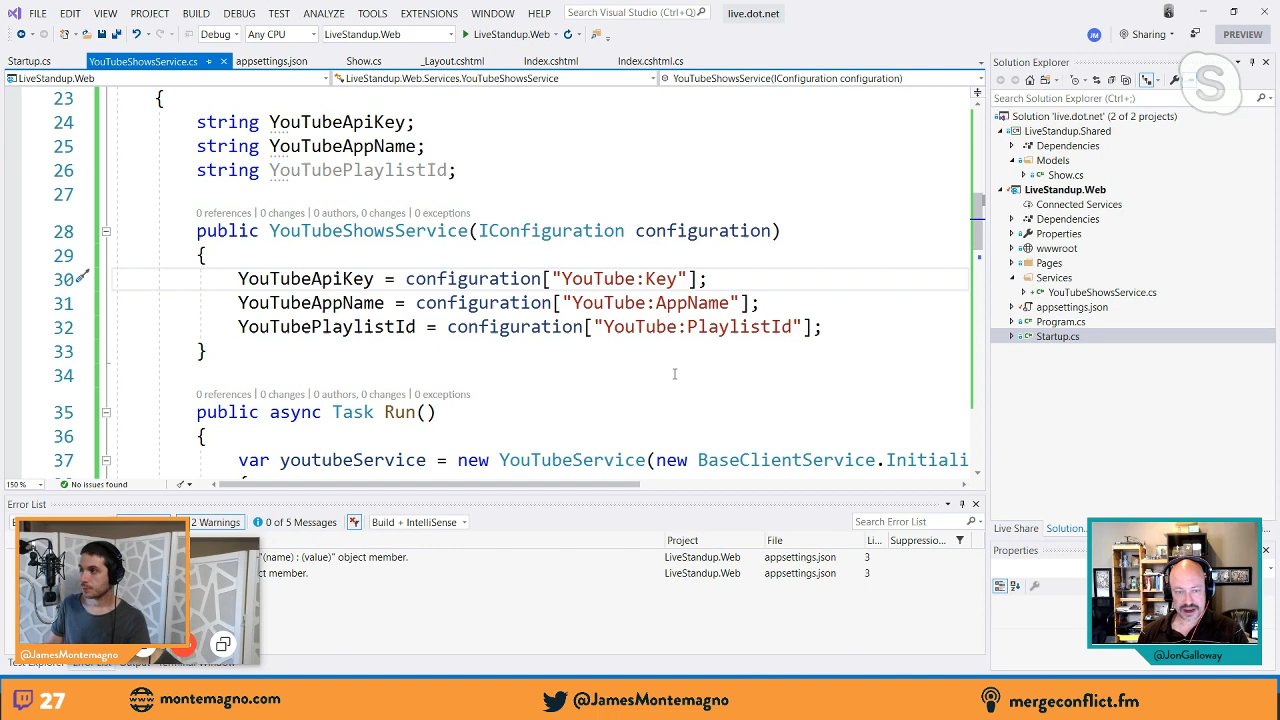 FILE EDIT VIEW PROJECT BUILD DEBUG TEST ANALYZE TOOLS EXTENSIONS WINDOW HELP Search Visual Studio (Ctrl+Q) live.dot.net
Debug Any CPU LiveStandup.Web LiveStandup.Web Sharing JM PREVIEW
Startup.cs YouTubeShowsService.cs appsettings.json Show.cs _Layout.cshtml Index.cshtml Index.cshtml.cs
LiveStandup.Web LiveStandup.Web.Services.YouTubeShowsService YouTubeShowsService(IConfiguration configuration)
23 {
24 string YouTubeApiKey;
25 string YouTubeAppName;
26 string YouTubePlaylistId;
27
0 references | 0 changes | 0 authors, 0 changes | 0 exceptions
28 public YouTubeShowsService(IConfiguration configuration)
29 {
30 YouTubeApiKey = configuration["YouTube:Key"];
31 YouTubeAppName = configuration["YouTube:AppName"];
32 YouTubePlaylistId = configuration["YouTube:PlaylistId"];
33 }
34
0 references | 0 changes | 0 authors, 0 changes | 0 exceptions
35 public async Task Run()
36 {
37 var youtubeService = new YouTubeService(new BaseClientService.Initiali
150 % No issues found
Solution Explorer
Search Solution Explorer (Ctrl+;)
Solution 'live.dot.net' (2 of 2 projects)
LiveStandup.Shared
Dependencies
Models
Show.cs
LiveStandup.Web
Connected Services
Dependencies
Properties
wwwroot
Pages
Services
YouTubeShowsService.cs
appsettings.json
Program.cs
Startup.cs
Live Share Solution...
Properties
Error List
2 Warnings 0 of 5 Messages Build + IntelliSense Search Error List
Project File Li... Suppressio...
"(name) : (value)" object member. LiveStandup.Web appsettings.json 3
ct member. LiveStandup.Web appsettings.json 3
@JamesMontemagno
@JonGalloway
27 montemagno.com @JamesMontemagno mergeconflict.fm